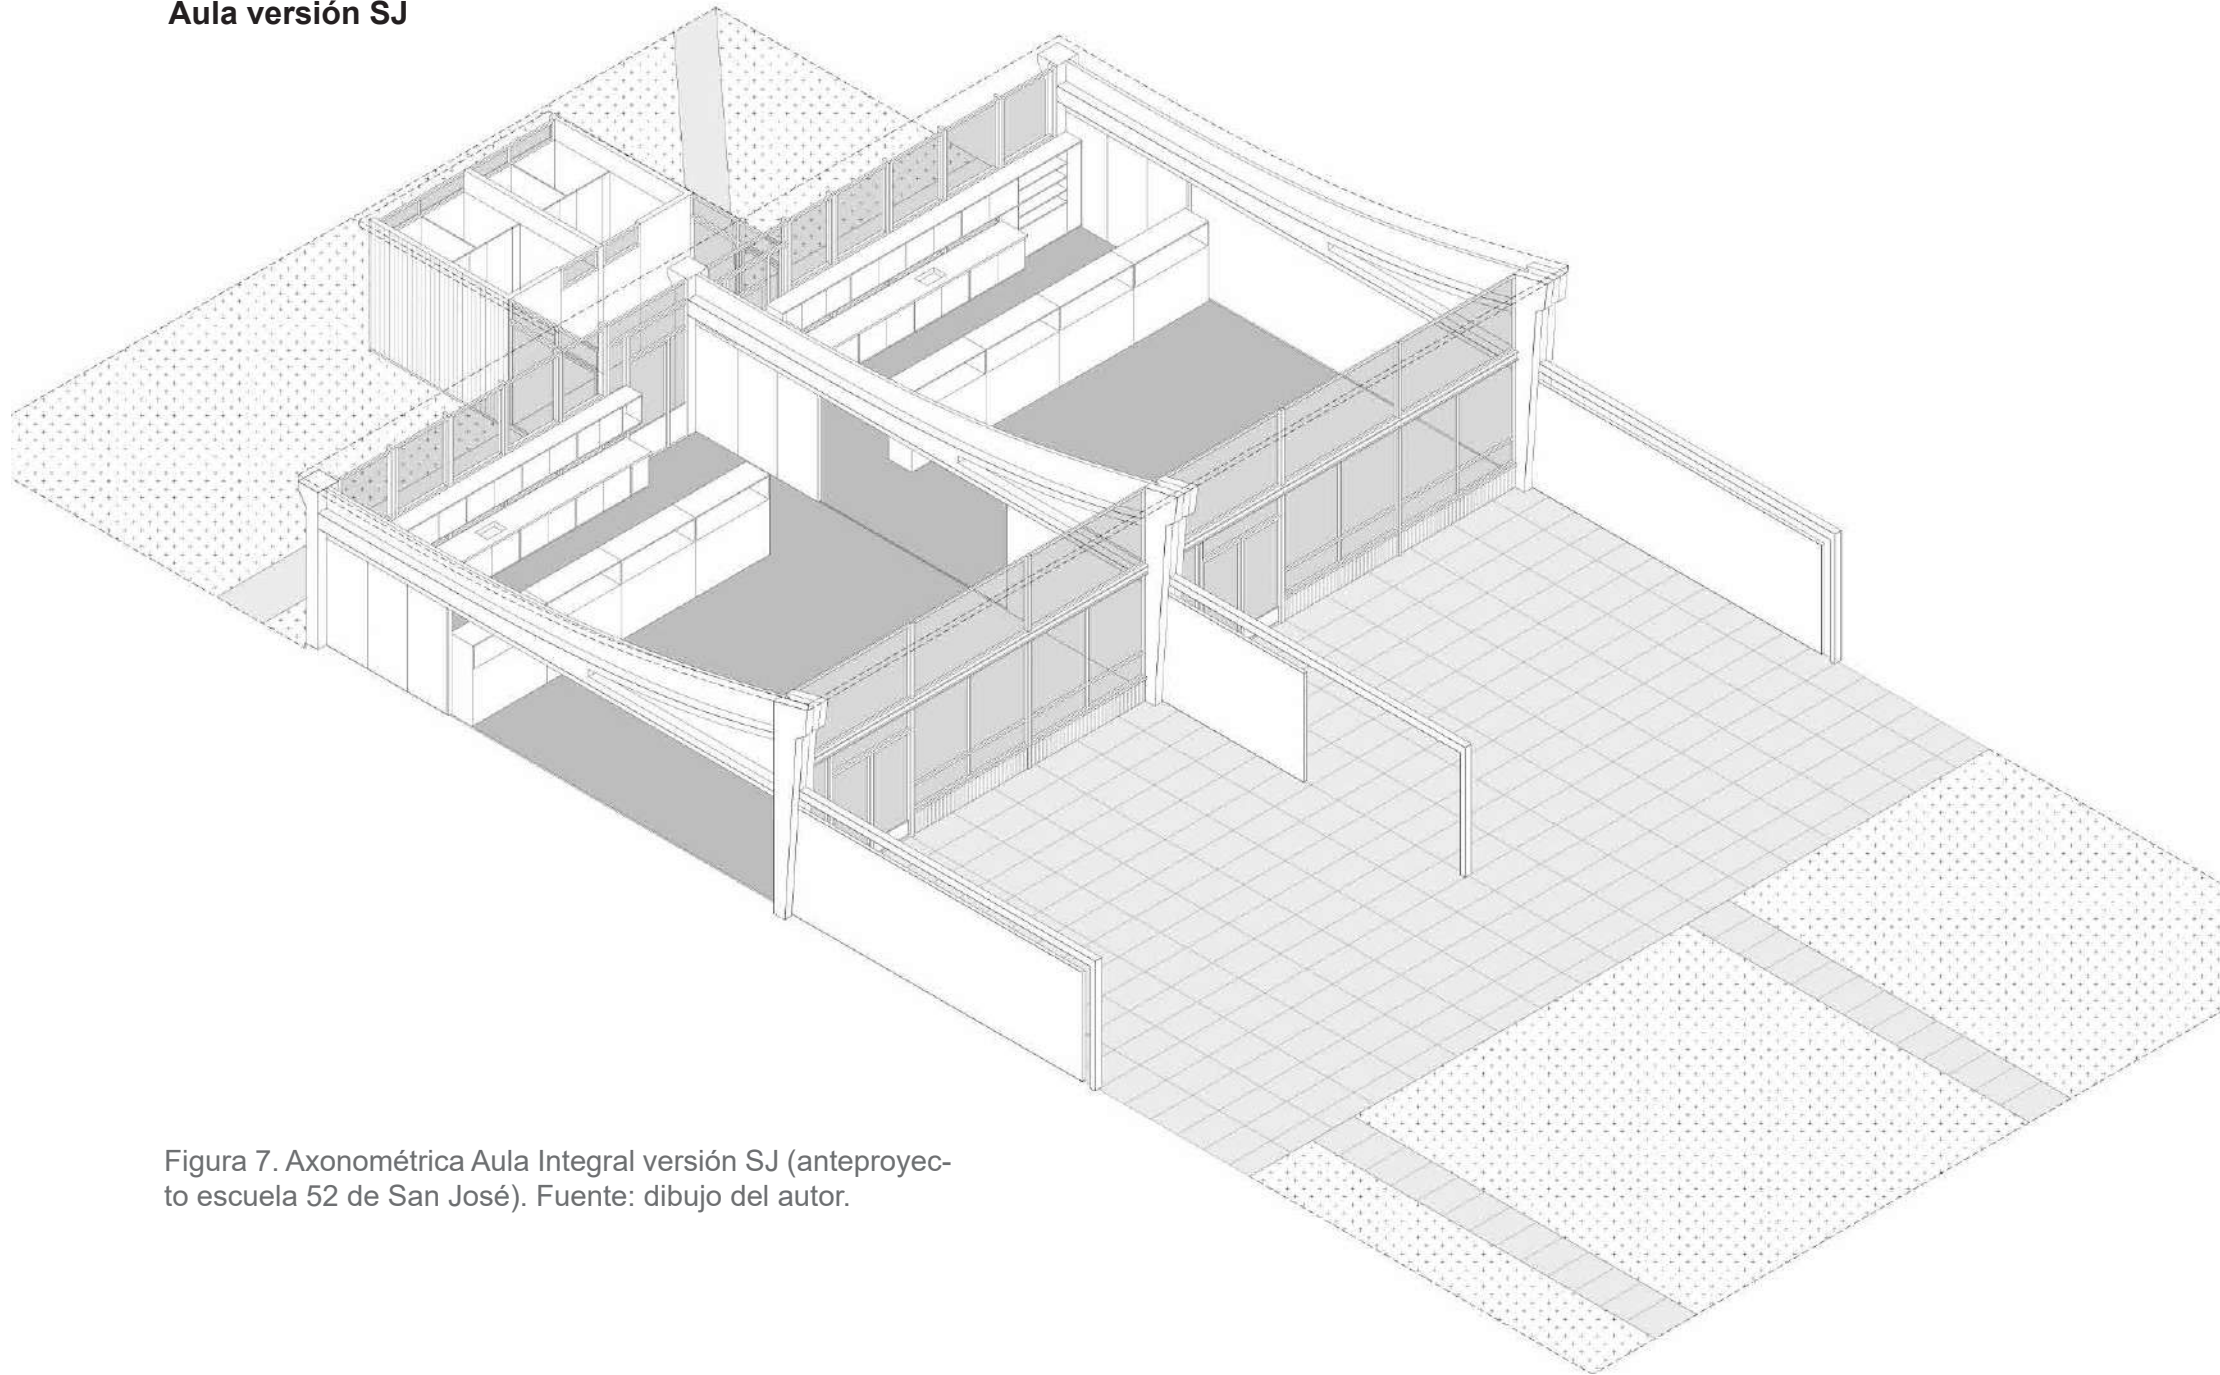 Aula versión SJ
Figura 7. Axonométrica Aula Integral versión SJ (anteproyec-
to escuela 52 de San José). Fuente: dibujo del autor.